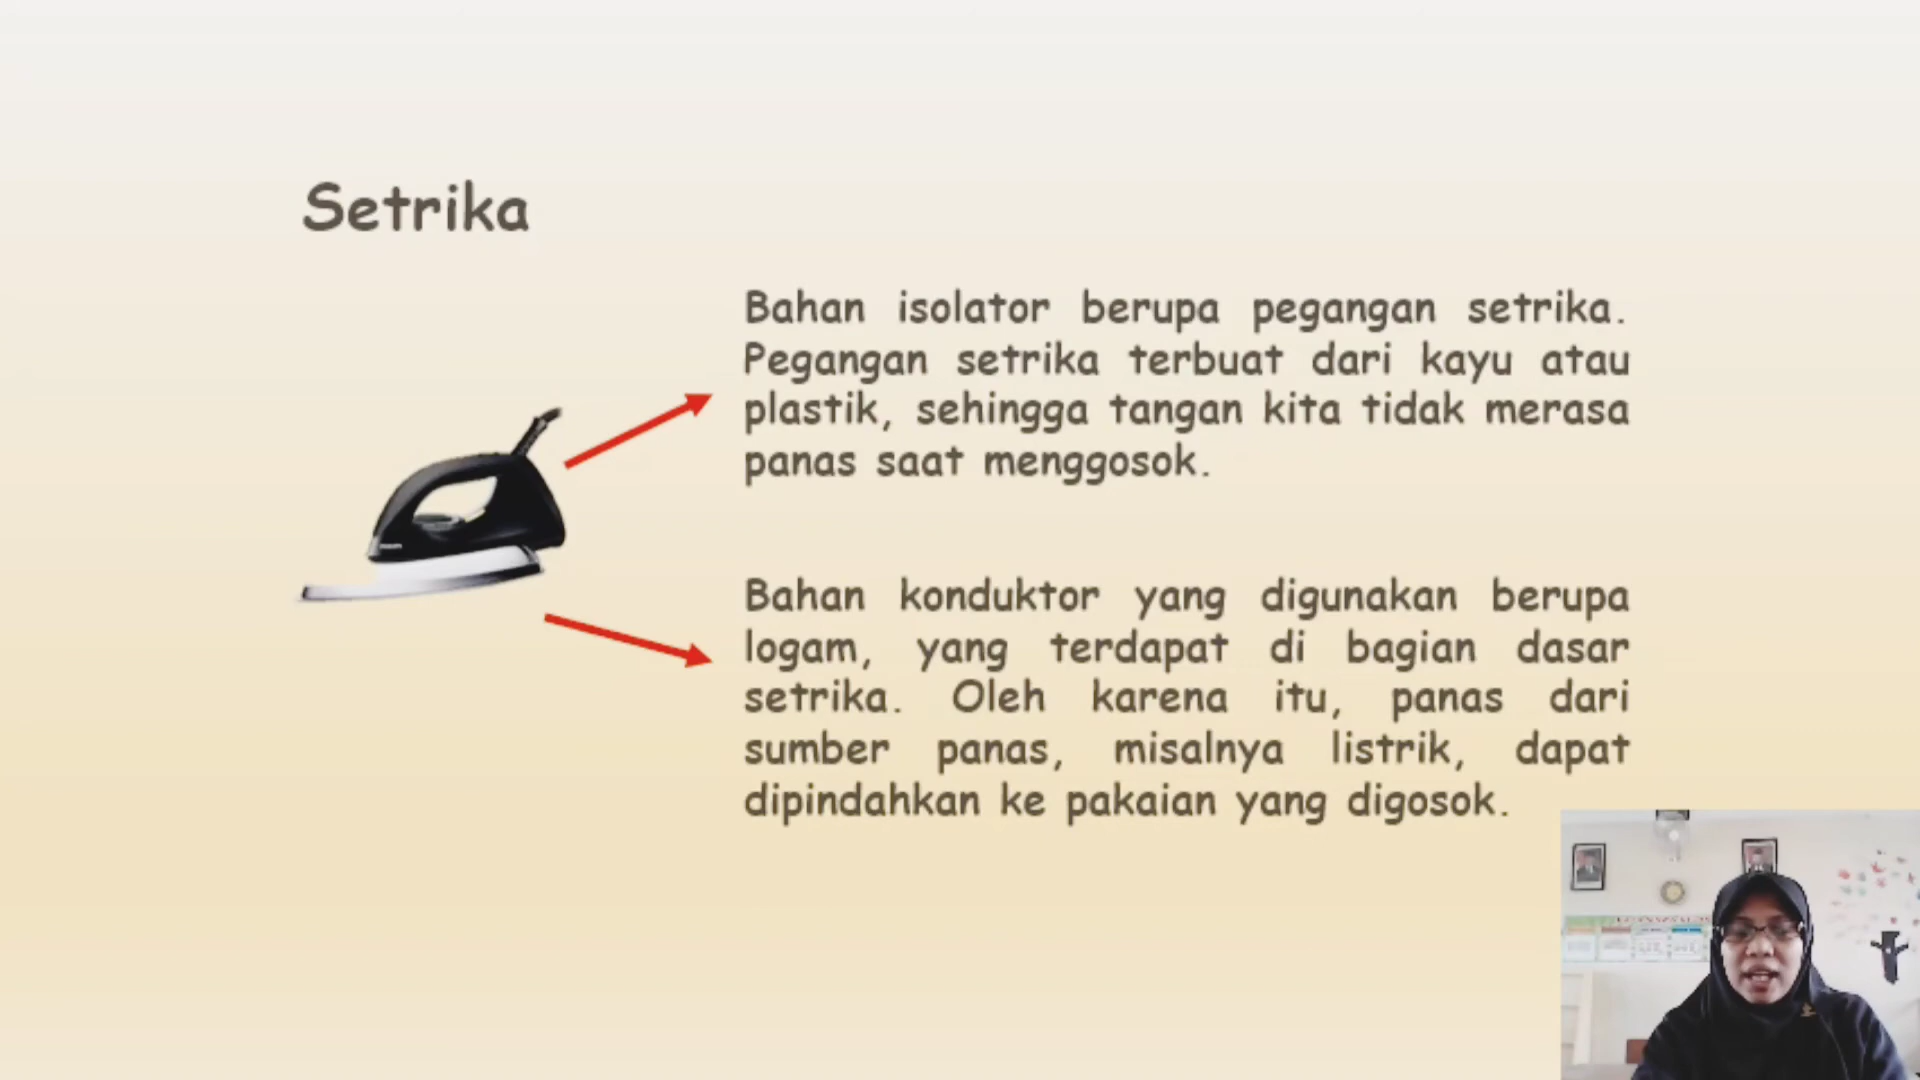 Setrika
Bahan isolator berupa pegangan setrika.
Pegangan setrika terbuat dari kayu atau
plastik, sehingga tangan kita tidak merasa
panas saat menggosok.
Bahan konduktor yang digunakan berupa
logam, yang terdapat di bagian dasar
setrika. Oleh karena itu, panas dari
sumber panas, misalnya listrik, dapat
dipindahkan ke pakaian yang digosok.